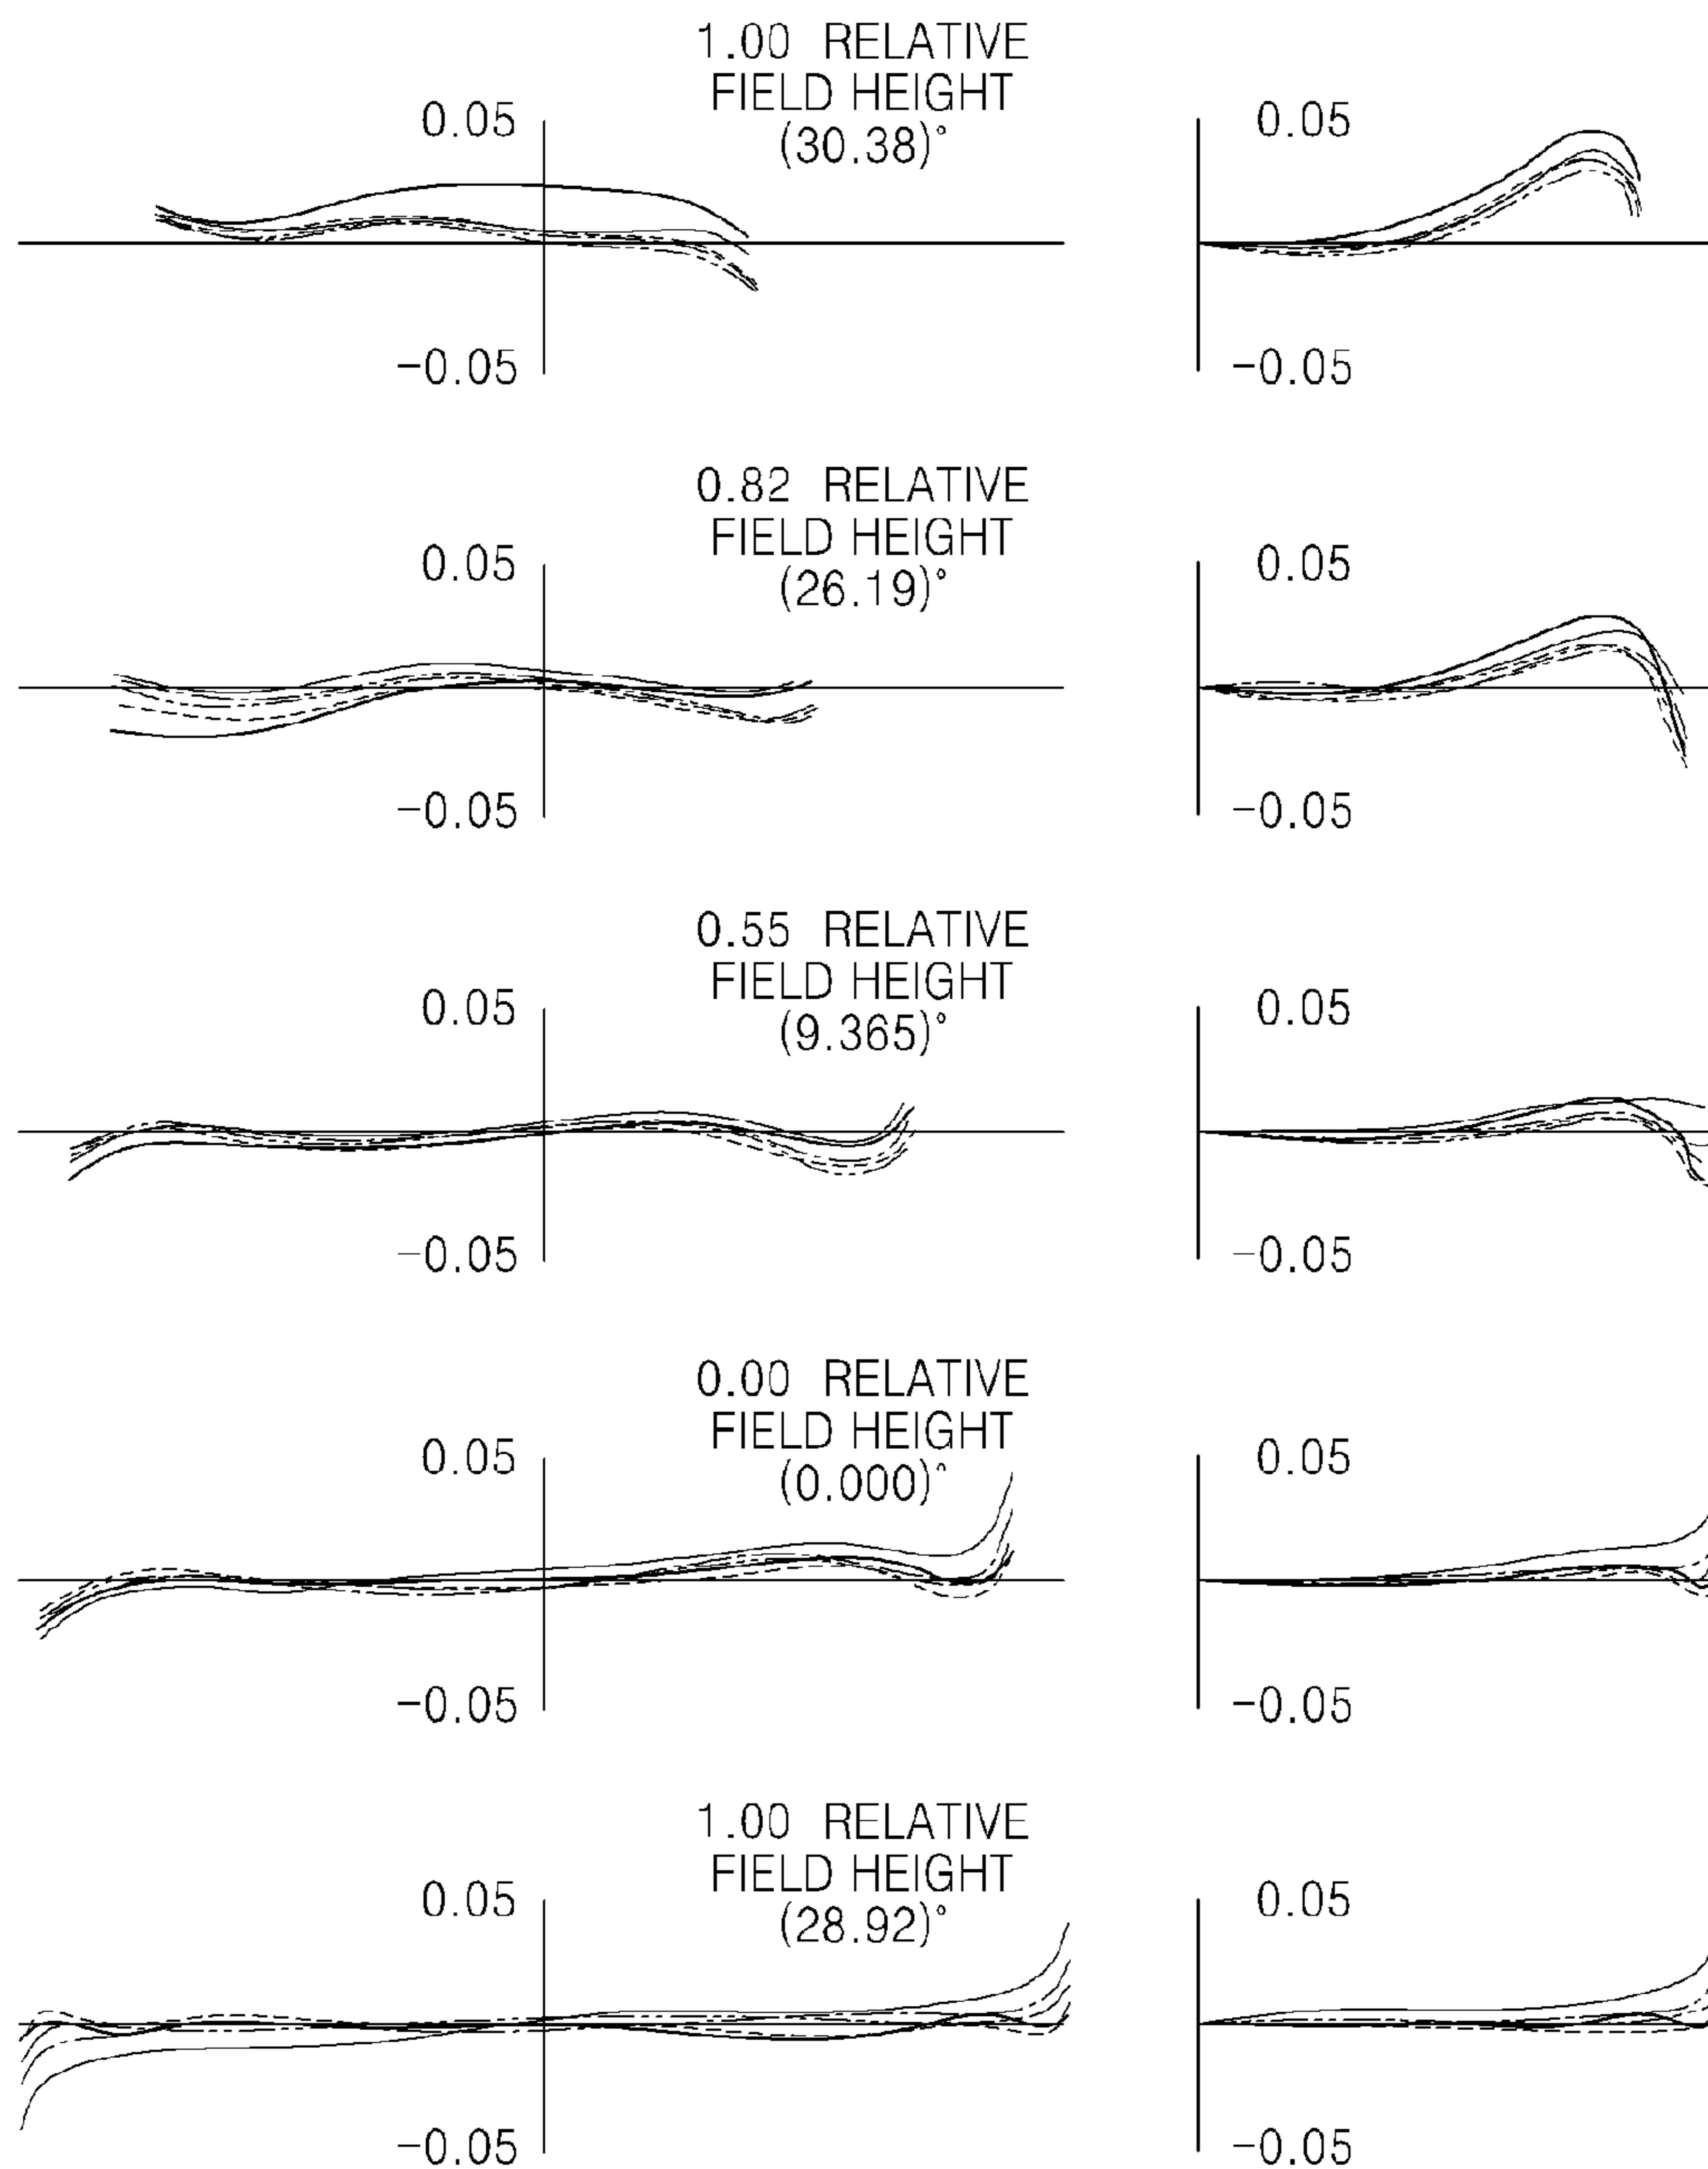 1.00 RELATIVE
FIELD HEIGHT
(30.38)°
0.05
0.05
-0.05
-0.05
0.82 RELATIVE
FIELD HEIGHT
(26.19)°
0.05
0.05
-0.05
-0.05
0.55 RELATIVE
FIELD HEIGHT
(9.365)°
0.05
0.05
-0.05
-0.05
0.00 RELATIVE
FIELD HEIGHT
(0.000)°
0.05
0.05
-0.05
-0.05
1.00 RELATIVE
FIELD HEIGHT
(28.92)°
0.05
0.05
-0.05
-0.05